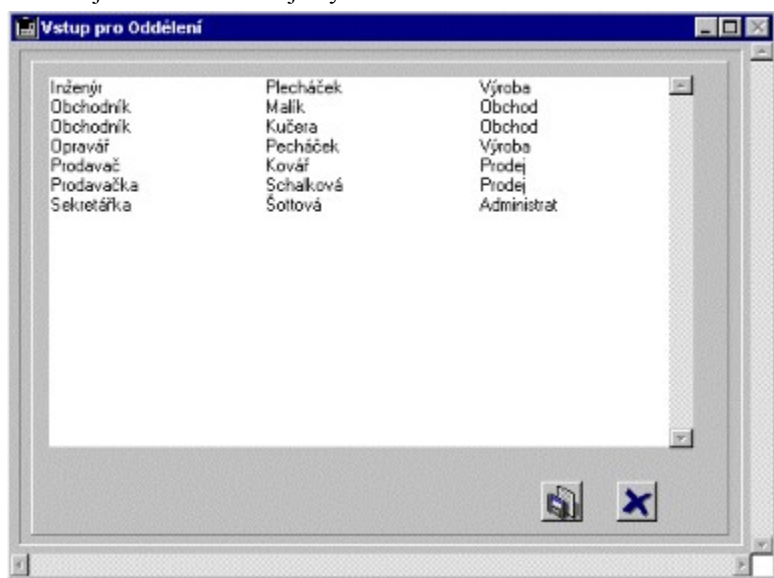 Vstup pro Oddělení
Inženýr Plecháček Výroba
Obchodník Malík Obchod
Obchodník Kučera Obchod
Opravář Pecháček Výroba
Prodavač Kovář Prodej
Prodavačka Schalková Prodej
Sekretářka Šottová Administrat